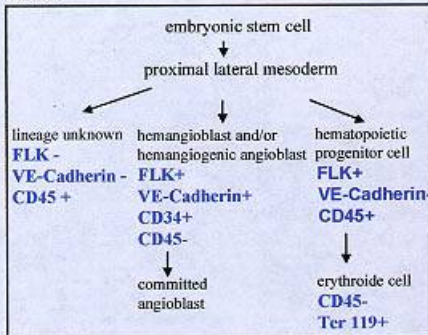 embryonic stem cell
proximal lateral mesoderm
lineage unknown
FLK -
VE-Cadherin -
CD45 +
hemangioblast and/or
hemangiogenic angioblast
FLK+
VE-Cadherin+
CD34+
CD45-
committed
angioblast
hematopoietic
progenitor cell
FLK+
VE-Cadherin-
CD45+
erythroide cell
CD45-
Ter 119+